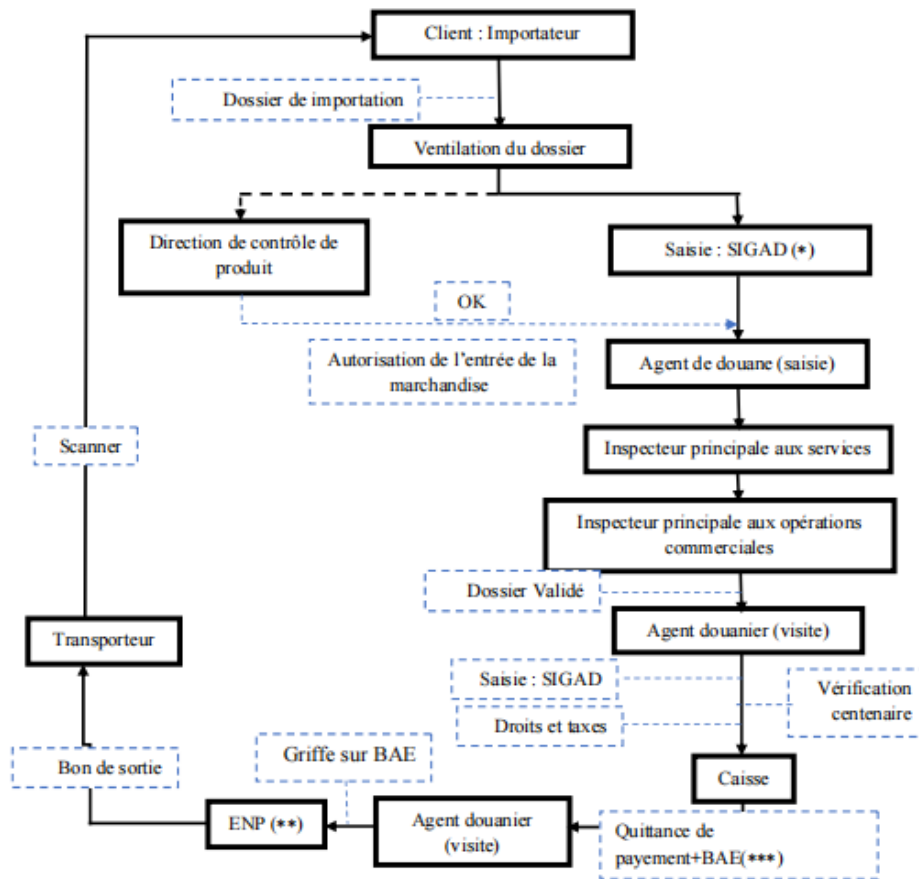 Client : Importateur
Dossier de importation
Ventilation du dossier
Direction de contrôle de
produit
Saisie : SIGAD (*)
OK
Autorisation de l'entrée de la
marchandise
Agent de douane (saisie)
Scanner
Inspecteur principale aux services
Inspecteur principale aux opérations
commerciales
Dossier Validé
Transporteur
Agent douanier (visite)
Saisie : SIGAD
Vérification
centenaire
Droits et taxes
Bon de sortie
Griffe sur BAE
Caisse
ENP (**)
Agent douanier
(visite)
Quittance de
payement+BAE(***)